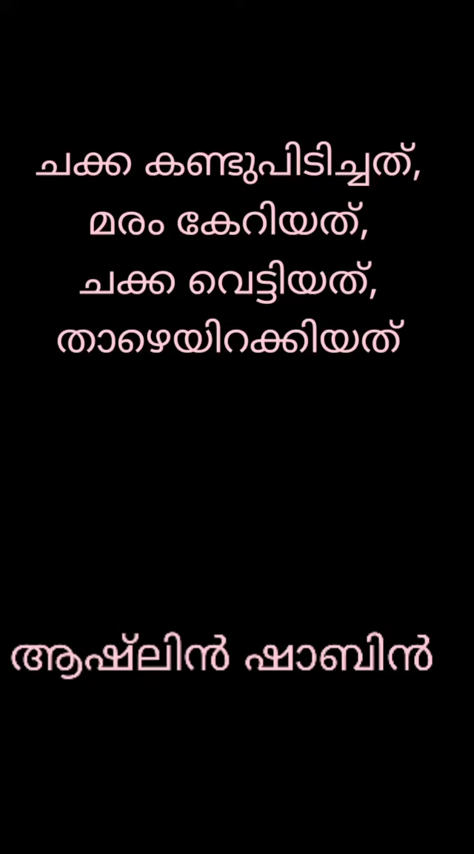 ചക്ക കണ്ടുപിടിച്ചത്,
മരം കേറിയത്,
ചക്ക വെട്ടിയത്,
താഴെയിറക്കിയത്
ആഷ്‌ലിൻ ഷാബിൻ